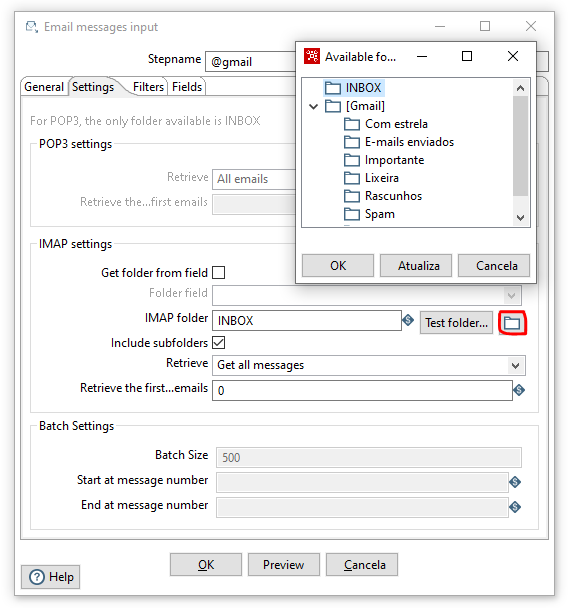 Email messages input
Stepname @gmail
Available fo...
General Settings Filters Fields
INBOX
[Gmail]
Com estrela
E-mails enviados
Importante
Lixeira
Rascunhos
Spam
OK Atualiza Cancela
For POP3, the only folder available is INBOX
POP3 settings
Retrieve All emails
Retrieve the...first emails
IMAP settings
Get folder from field
Folder field
IMAP folder INBOX Test folder...
Include subfolders
Retrieve Get all messages
Retrieve the first...emails 0
Batch Settings
Batch Size 500
Start at message number
End at message number
OK Preview Cancela
Help